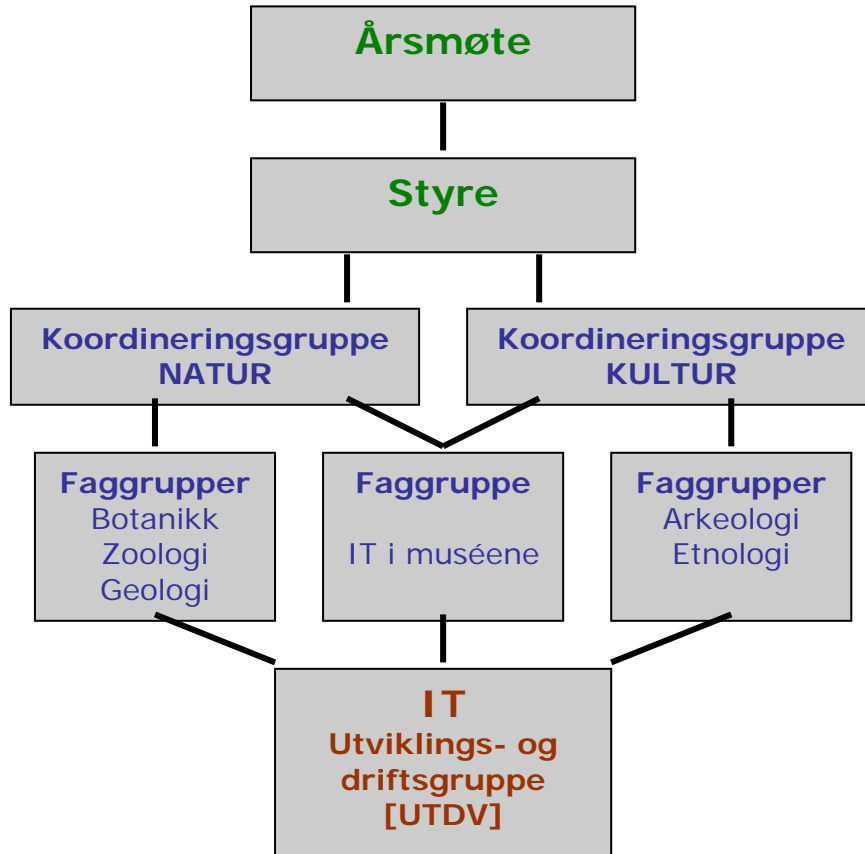 Årsmøte
Styre
Koordineringsgruppe
NATUR
Koordineringsgruppe
KULTUR
Faggrupper
Botanikk
Zoologi
Geologi
Faggruppe
IT i muséene
Faggrupper
Arkeologi
Etnologi
IT
Utviklings- og
driftsgruppe
[UTDV]